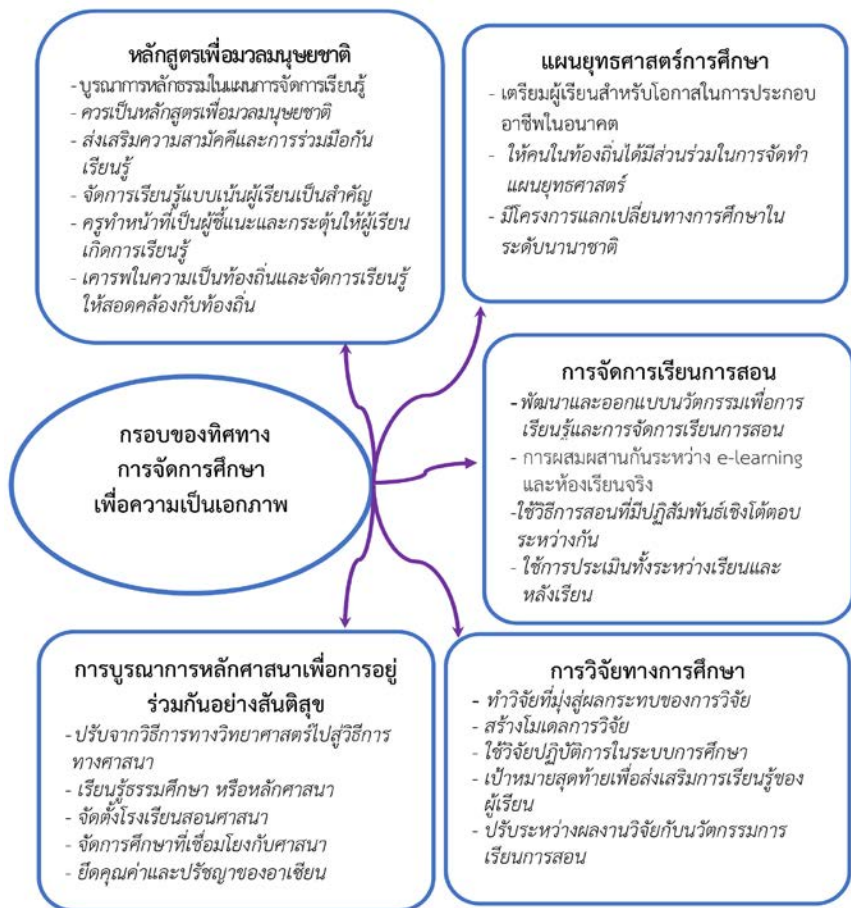 หลักสูตรเพื่อมวลมนุษยชาติ
-บูรณาการหลักธรรมในแผนการจัดการเรียนรู้
- ควรเป็นหลักสูตรเพื่อมวลมนุษยชาติ
- ส่งเสริมความสามัคคีและการร่วมมือกัน
เรียนรู้
- จัดการเรียนรู้แบบเน้นผู้เรียนเป็นสำคัญ
- ครูทำหน้าที่เป็นผู้ชี้แนะและกระตุ้นให้ผู้เรียน
เกิดการเรียนรู้
- เคารพในความเป็นท้องถิ่นและจัดการเรียนรู้
ให้สอดคล้องกับท้องถิ่น
แผนยุทธศาสตร์การศึกษา
- เตรียมผู้เรียนสำหรับโอกาสในการประกอบ
อาชีพในอนาคต
- ให้คนในท้องถิ่นได้มีส่วนร่วมในการจัดทำ
แผนยุทธศาสตร์
- มีโครงการแลกเปลี่ยนทางการศึกษาใน
ระดับนานาชาติ
กรอบของทิศทาง
การจัดการศึกษา
เพื่อความเป็นเอกภาพ
การจัดการเรียนการสอน
-พัฒนาและออกแบบนวัตกรรมเพื่อการ
เรียนรู้และการจัดการเรียนการสอน
- การผสมผสานกันระหว่าง e-learning
และห้องเรียนจริง
-ใช้วิธีการสอนที่มีปฏิสัมพันธ์เชิงโต้ตอบ
ระหว่างกัน
- ใช้การประเมินทั้งระหว่างเรียนและ
หลังเรียน
การบูรณาการหลักศาสนาเพื่อการอยู่
ร่วมกันอย่างสันติสุข
-ปรับจากวิธีการทางวิทยาศาสตร์ไปสู่วิธีการ
ทางศาสนา
- เรียนรู้ธรรมศึกษา หรือหลักศาสนา
- จัดตั้งโรงเรียนสอนศาสนา
- จัดการศึกษาที่เชื่อมโยงกับศาสนา
- ยึดคุณค่าและปรัชญาของอาเซียน
การวิจัยทางการศึกษา
- ทำวิจัยที่มุ่งสู่ผลกระทบของการวิจัย
- สร้างโมเดลการวิจัย
- ใช้วิจัยปฏิบัติการในระบบการศึกษา
- เป้าหมายสุดท้ายเพื่อส่งเสริมการเรียนรู้ของ
ผู้เรียน
- ปรับระหว่างผลงานวิจัยกับนวัตกรรมการ
เรียนการสอน